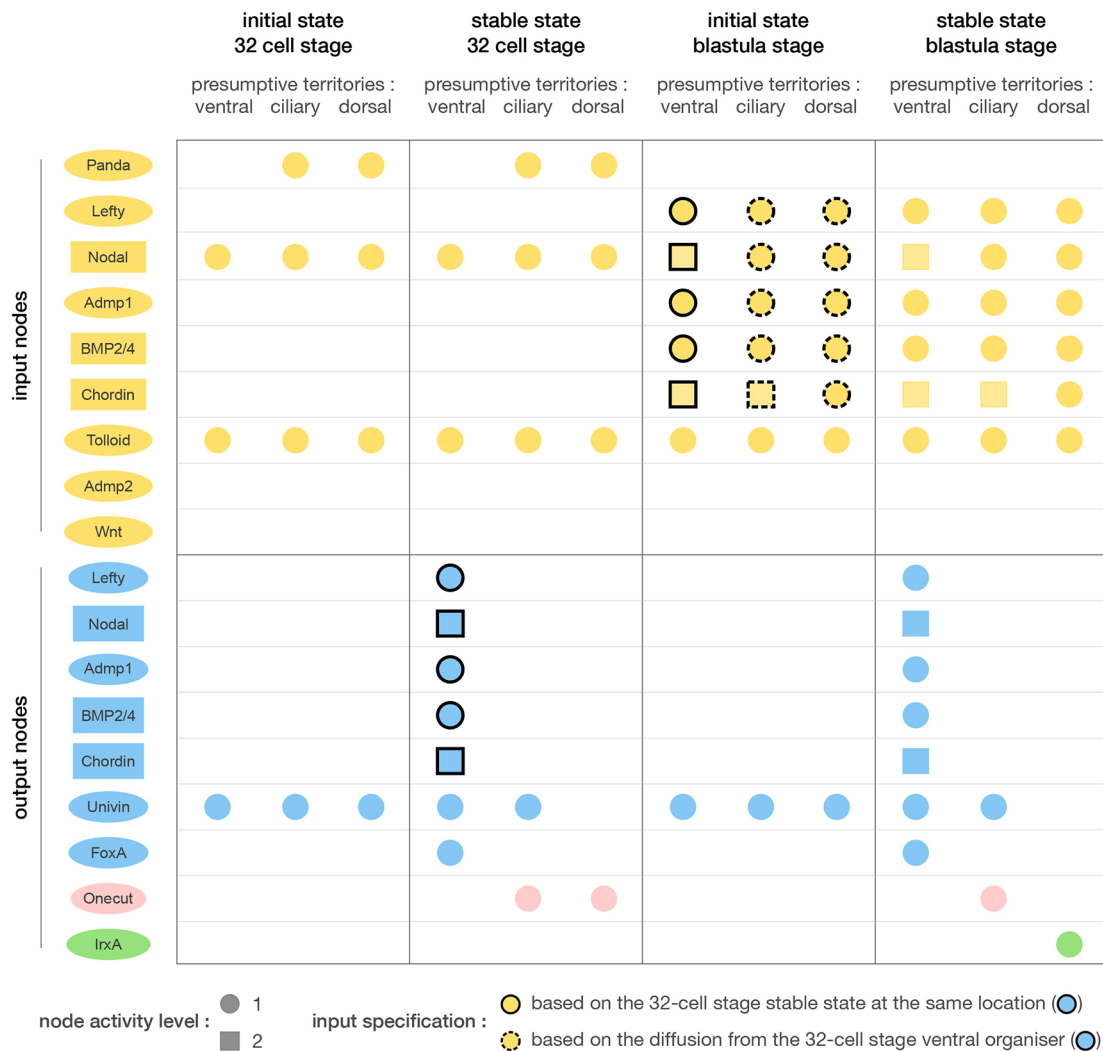 initial state
32 cell stage
stable state
32 cell stage
initial state
blastula stage
stable state
blastula stage
presumptive territories :
ventral ciliary dorsal
presumptive territories :
ventral ciliary dorsal
presumptive territories :
ventral ciliary dorsal
presumptive territories :
ventral ciliary dorsal
input nodes
Panda
Lefty
Nodal
Admp1
BMP2/4
Chordin
Tolloid
Admp2
Wnt
output nodes
Lefty
Nodal
Admp1
BMP2/4
Chordin
Univin
FoxA
Onecut
IrxA
node activity level :
1
2
input specification :
based on the 32-cell stage stable state at the same location ( )
based on the diffusion from the 32-cell stage ventral organiser ( )